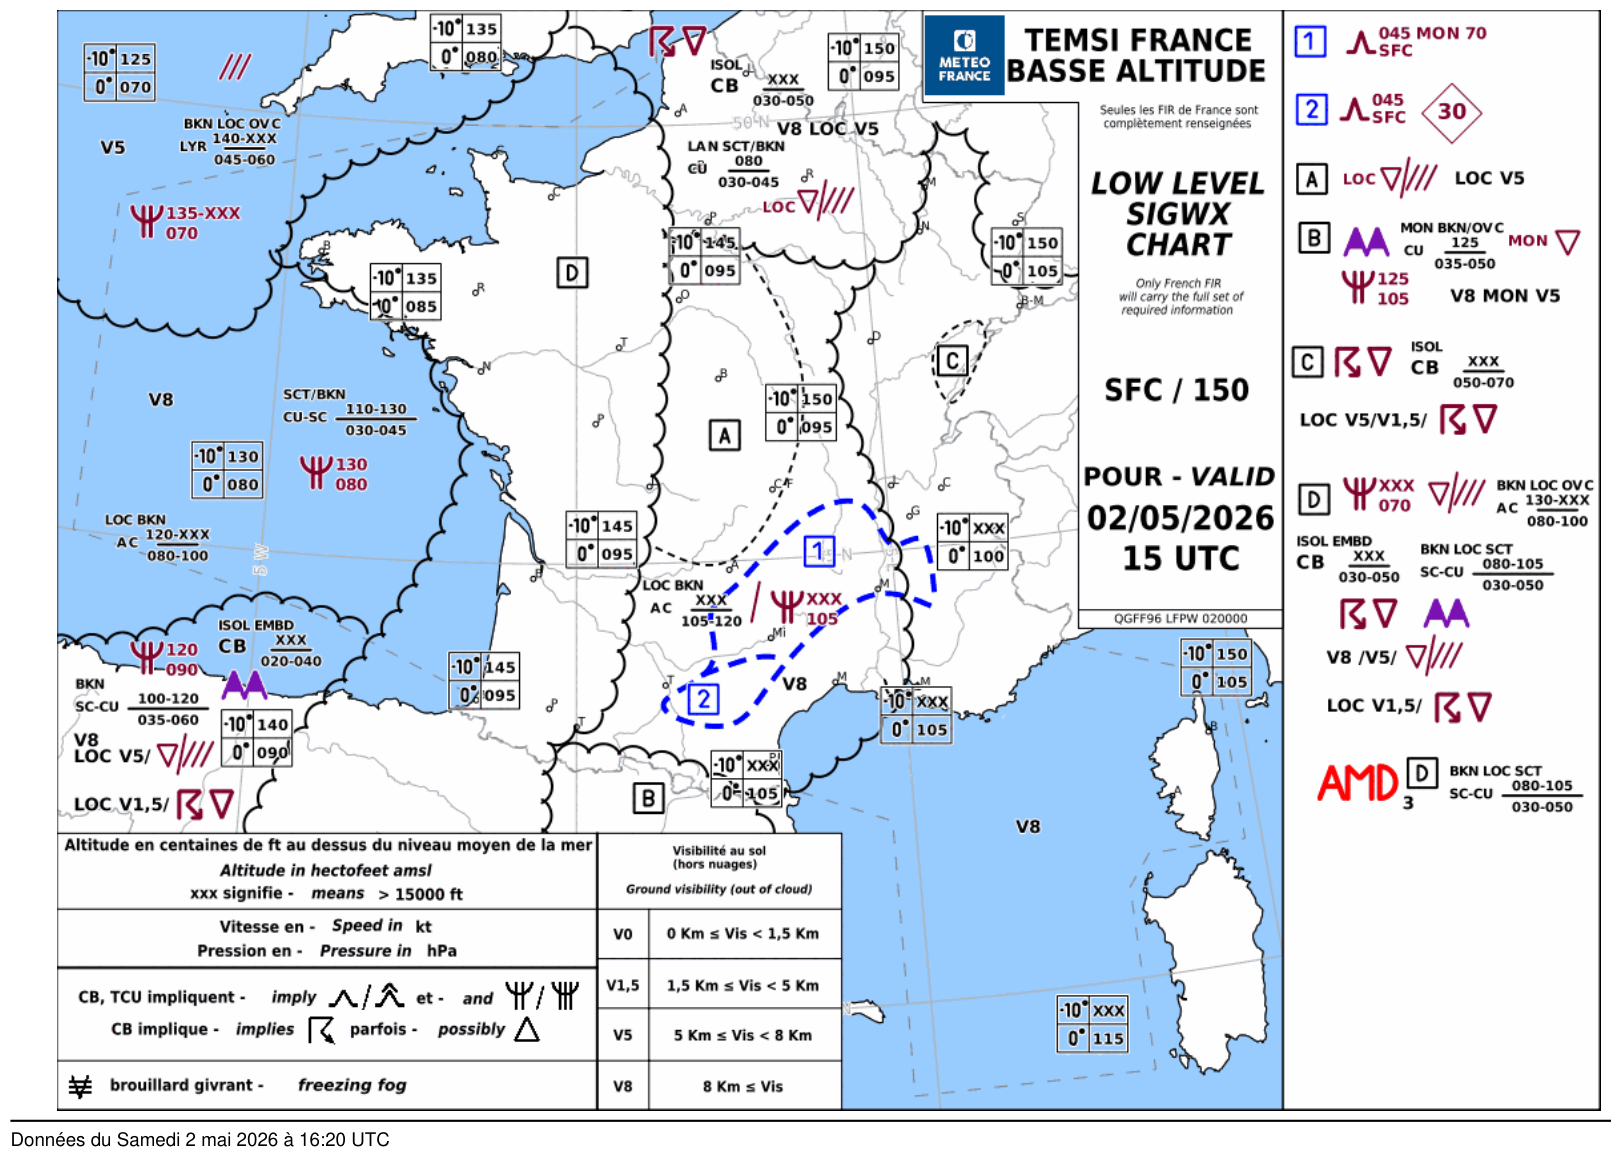 -10° 125
0° 070
V5
BKN LOC OVC
LYR 140-XXX
045-060
135-XXX
070
-10° 135
0° 080
ISOL
CB XXX
030-050
-10° 150
0° 095
50°N
V8 LOC V5
LAN SCT/BKN
CU 080
030-045
LOC
-10° 145
0° 095
D
-10° 135
0° 085
V8
SCT/BKN
CU-SC 110-130
030-045
-10° 130
0° 080
130
080
LOC BKN
AC 120-XXX
080-100
5 W
A
-10° 150
0° 095
C
-10° 150
0° 105
B-M
-10° 145
0° 095
1
-10° XXX
0° 100
LOC BKN
AC XXX
105-120
XXX
105
Mi
2
V8
ISOL EMBD
CB XXX
020-040
120
090
BKN
SC-CU 100-120
035-060
V8
LOC V5/
LOC V1,5/
-10° 140
0° 090
-10° 145
0° 095
B
-10° XXX
0° 105
-10° XXX
0° 105
-10° 150
0° 105
V8
-10° XXX
0° 115
METEO
FRANCE
TEMSI FRANCE
BASSE ALTITUDE
Seules les FIR de France sont
complètement renseignées
LOW LEVEL
SIGWX
CHART
Only French FIR
will carry the full set of
required information
SFC / 150
POUR - VALID
02/05/2026
15 UTC
QGFF96 LFPW 020000
1 045 MON 70
SFC
2 045
SFC 30
A LOC LOC V5
B MON BKN/OVC
CU 125
035-050
MON
125
105
V8 MON V5
C ISOL
CB XXX
050-070
LOC V5/V1,5/
D XXX
070
BKN LOC OVC
AC 130-XXX
080-100
ISOL EMBD
CB XXX
030-050
BKN LOC SCT
SC-CU 080-105
030-050
V8 /V5/
LOC V1,5/
AMD 3 D BKN LOC SCT
SC-CU 080-105
030-050
Altitude en centaines de ft au dessus du niveau moyen de la mer
Altitude in hectofeet amsl
xxx signifie - means > 15000 ft
Vitesse en - Speed in kt
Pression en - Pressure in hPa
CB, TCU impliquent - imply / et - and /
CB implique - implies parfois - possibly
brouillard givrant - freezing fog
Visibilité au sol
(hors nuages)
Ground visibility (out of cloud)
V0 0 Km ≤ Vis < 1,5 Km
V1,5 1,5 Km ≤ Vis < 5 Km
V5 5 Km ≤ Vis < 8 Km
V8 8 Km ≤ Vis
Données du Samedi 2 mai 2026 à 16:20 UTC